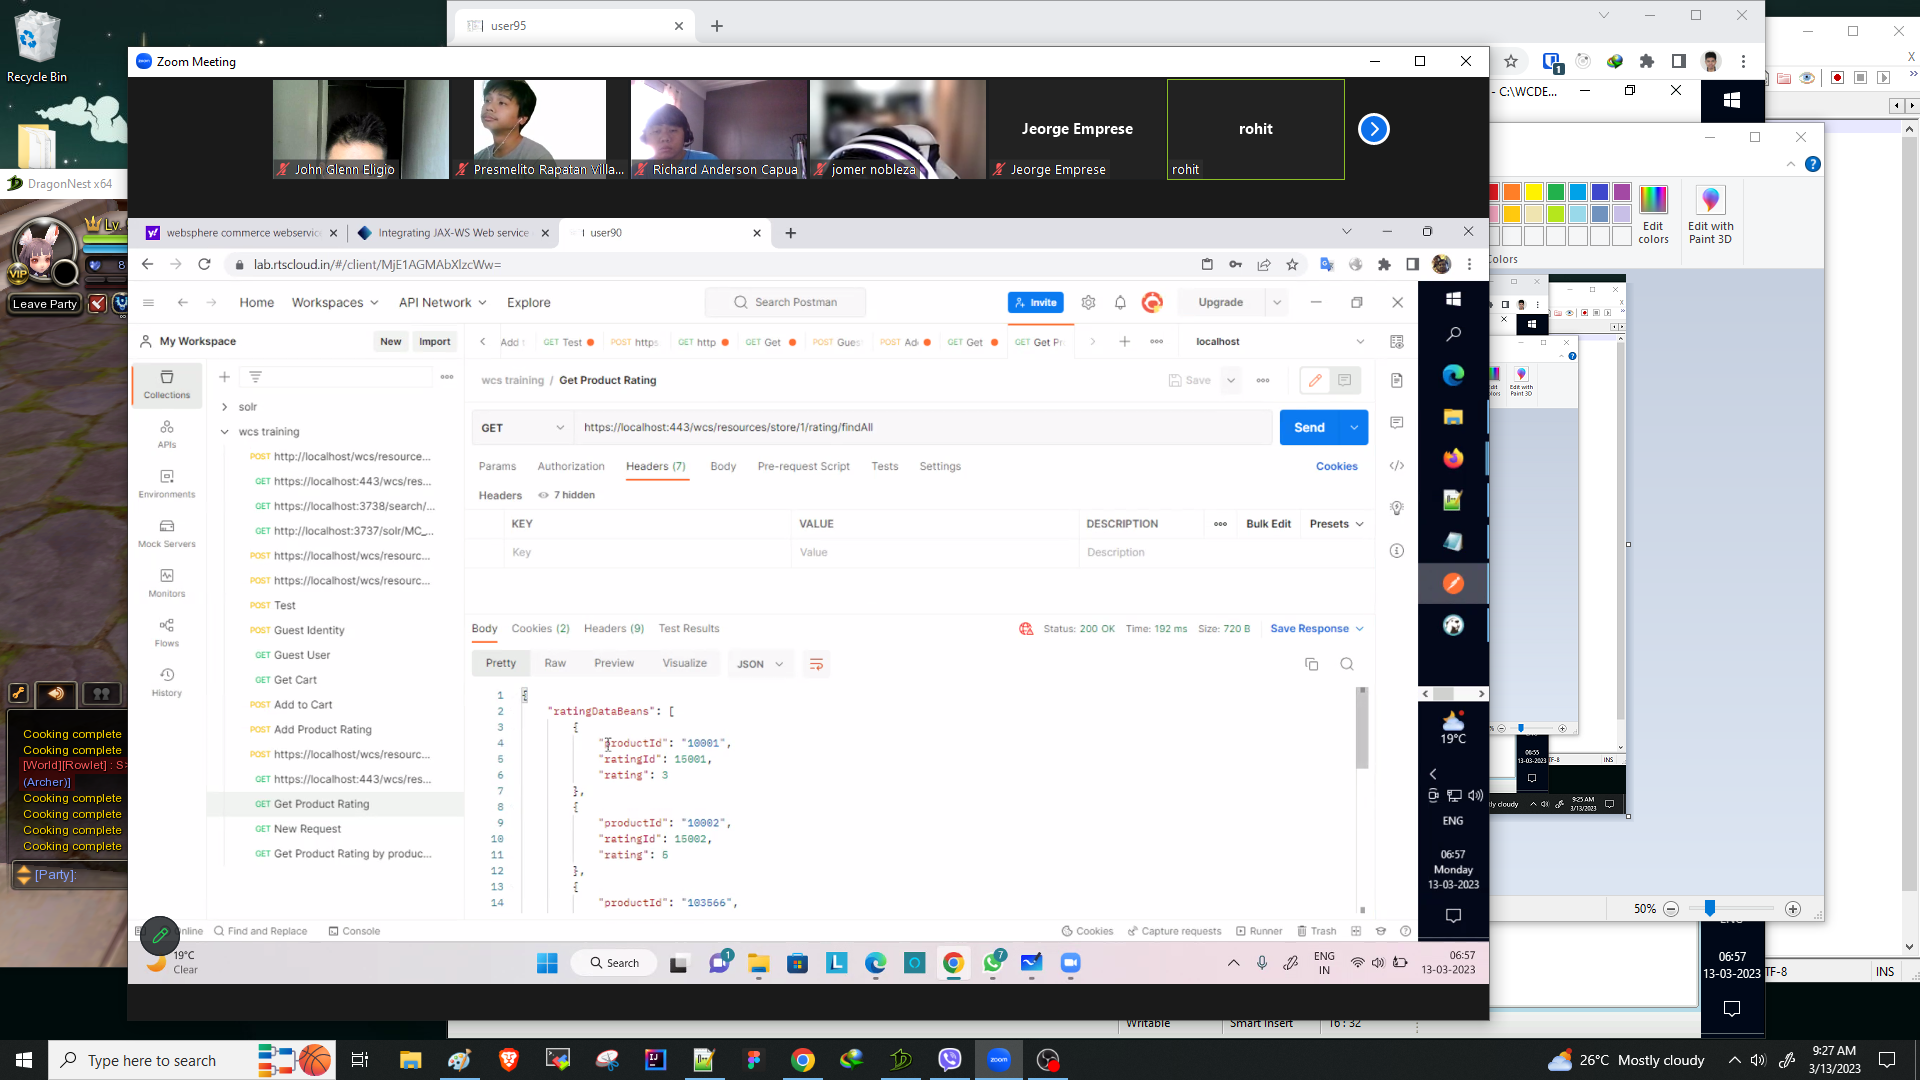 user95
Recycle Bin
Zoom Meeting
C:\WCDE...
John Glenn Eligio
Presmelito Rapatan Villa...
Richard Anderson Capua
jomer nobleza
Jeorge Emprese
Jeorge Emprese
rohit
rohit
DragonNest x64
Leave Party
VIP
Edit colors
Edit with Paint 3D
websphere commerce webservic
Integrating JAX-WS Web service
user90
lab.rtscloud.in/#/client/MjE1AGMAbXlzcWw=
Home
Workspaces
API Network
Explore
Search Postman
Invite
Upgrade
My Workspace
New
Import
GET Test
POST https
GET http
GET Get
POST Gues
POST Ad
GET Get
GET Get Pr
localhost
wcs training / Get Product Rating
Save
GET
https://localhost:443/wcs/resources/store/1/rating/findAll
Send
Params
Authorization
Headers (7)
Body
Pre-request Script
Tests
Settings
Cookies
Headers
7 hidden
KEY
VALUE
DESCRIPTION
Bulk Edit
Presets
Key
Value
Description
Collections
APIs
Environments
Mock Servers
Monitors
Flows
History
solr
wcs training
POST http://localhost/wcs/resource...
GET https://localhost:443/wcs/res...
GET https://localhost:3738/search/...
GET http://localhost:3737/solr/MC_...
POST https://localhost/wcs/resourc...
POST https://localhost/wcs/resourc...
POST Test
POST Guest Identity
GET Guest User
GET Get Cart
POST Add to Cart
POST Add Product Rating
POST https://localhost/wcs/resourc...
GET https://localhost:443/wcs/res...
GET Get Product Rating
GET New Request
GET Get Product Rating by produc...
Body
Cookies (2)
Headers (9)
Test Results
Status: 200 OK
Time: 192 ms
Size: 720 B
Save Response
Pretty
Raw
Preview
Visualize
JSON
1 {
2 "ratingDataBeans": [
3 {
4 "productId": "10001",
5 "ratingId": 15001,
6 "rating": 3
7 },
8 {
9 "productId": "10002",
10 "ratingId": 15002,
11 "rating": 5
12 },
13 {
14 "productId": "103566",
Find and Replace
Console
Cookies
Capture requests
Runner
Trash
Cooking complete
Cooking complete
[World][Rowlet] : S>
(Archer)]
Cooking complete
Cooking complete
Cooking complete
Cooking complete
[Party]:
19°C
ENG
06:57
Monday
13-03-2023
19°C
Clear
Search
ENG
IN
06:57
13-03-2023
50%
06:57
13-03-2023
TF-8
INS
Writable
Smart Insert
16 : 32
Type here to search
26°C Mostly cloudy
9:27 AM
3/13/2023